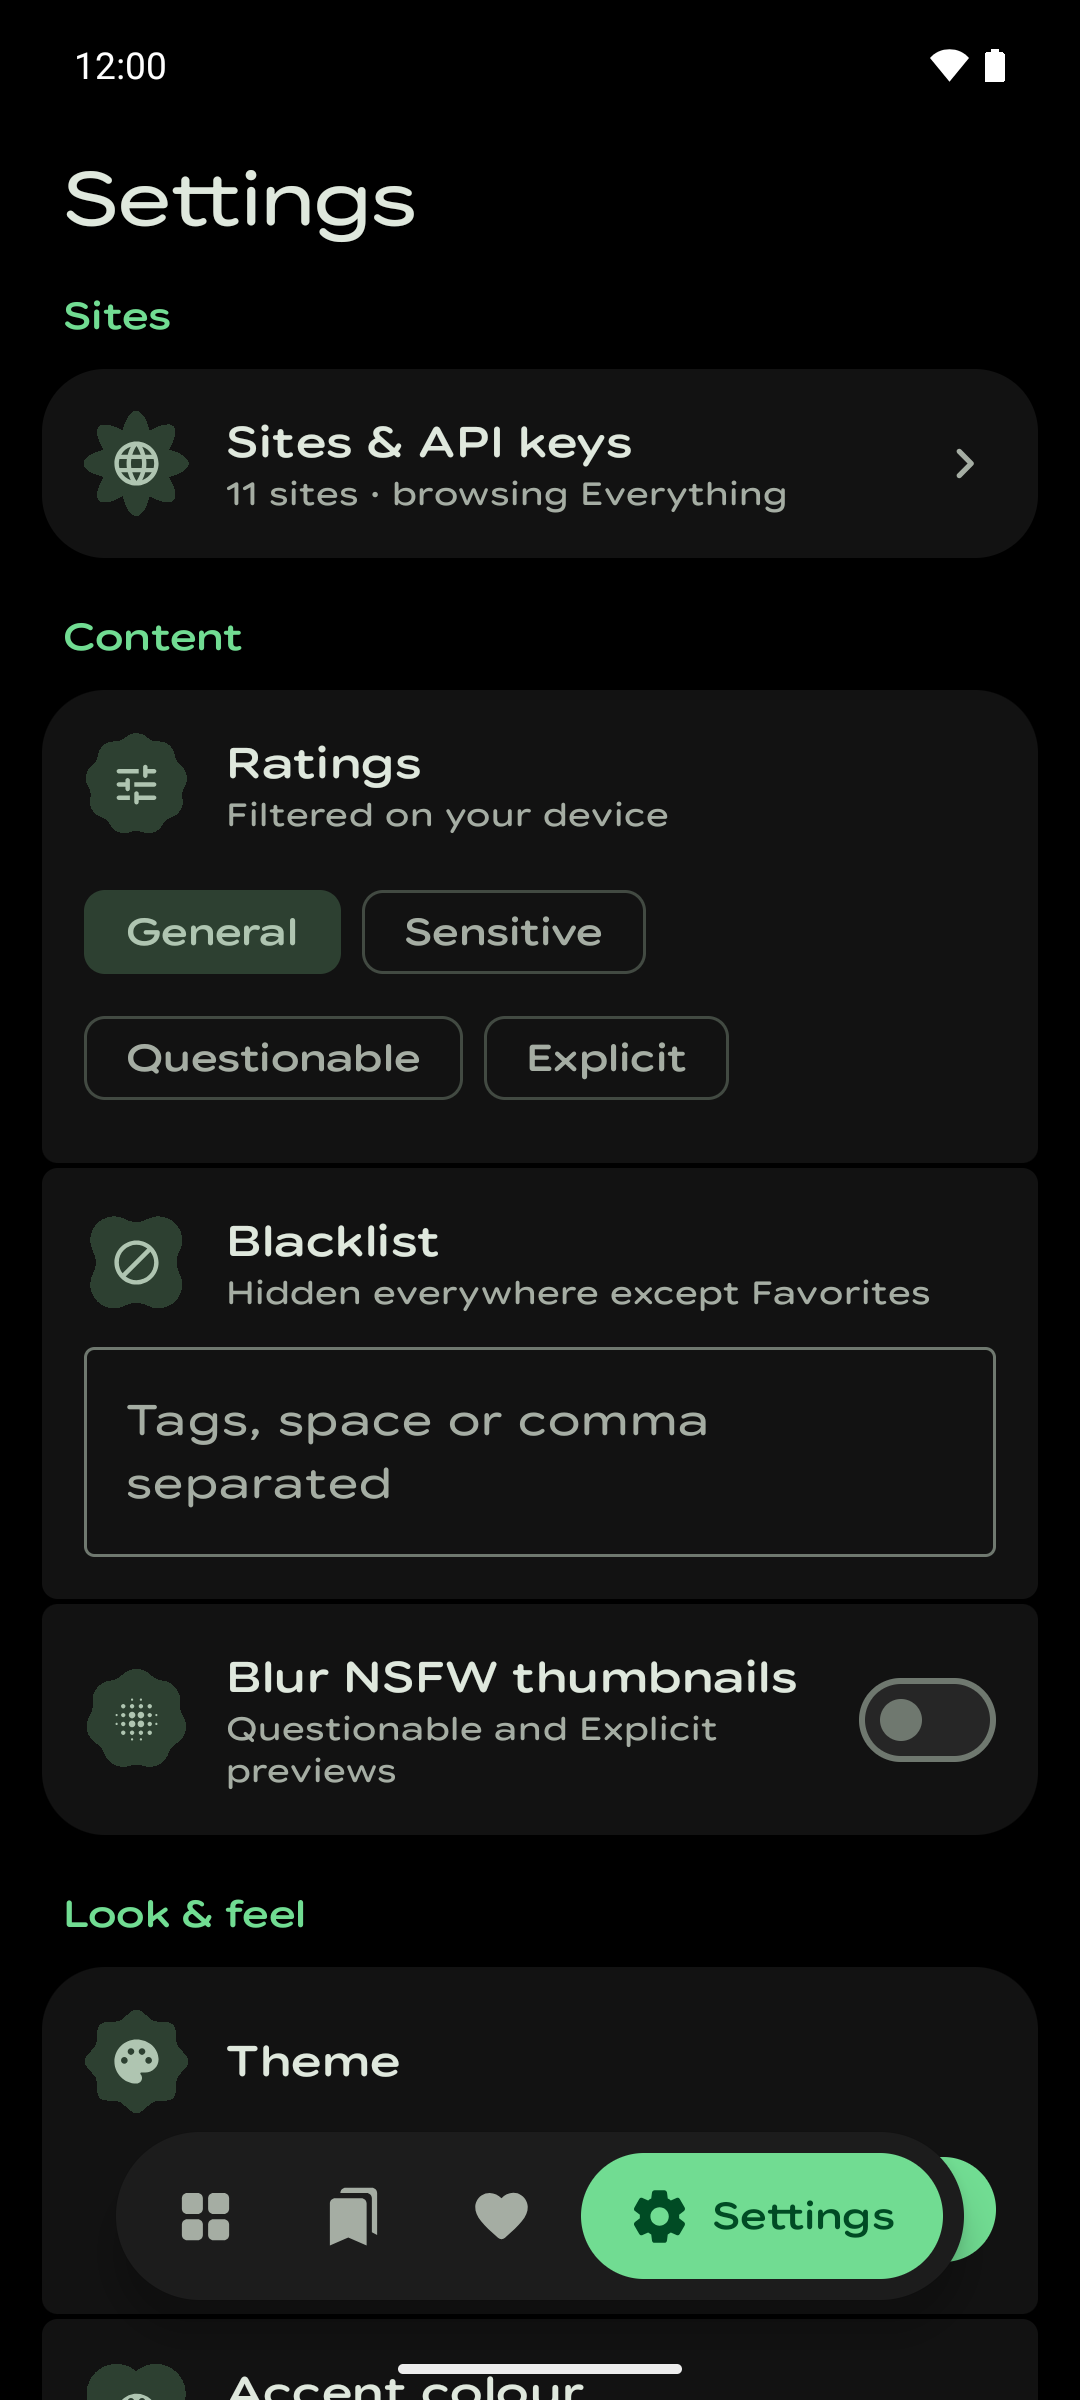 12:00
Settings
Sites
Sites & API keys
11 sites · browsing Everything
Content
Ratings
Filtered on your device
General
Sensitive
Questionable
Explicit
Blacklist
Hidden everywhere except Favorites
Tags, space or comma
separated
Blur NSFW thumbnails
Questionable and Explicit
previews
Look & feel
Theme
Settings
Accent colour